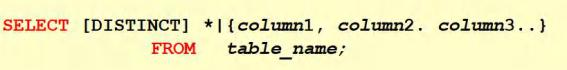 SELECT [DISTINCT] *|{column1, column2. column3..}
FROM table_name;